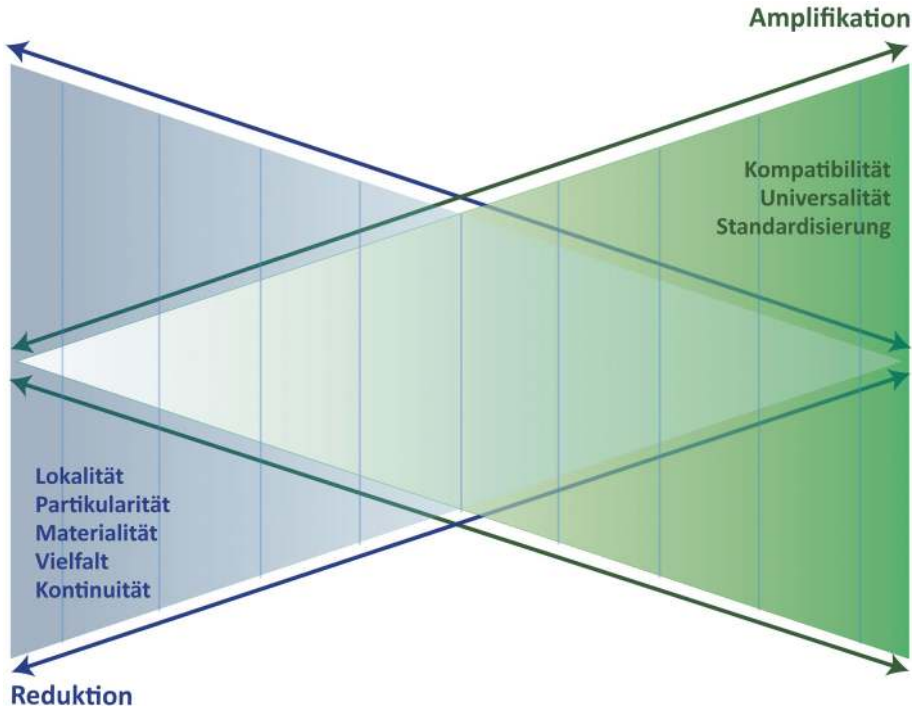 Amplifikation
Kompatibilität
Universalität
Standardisierung
Lokalität
Partikularität
Materialität
Vielfalt
Kontinuität
Reduktion